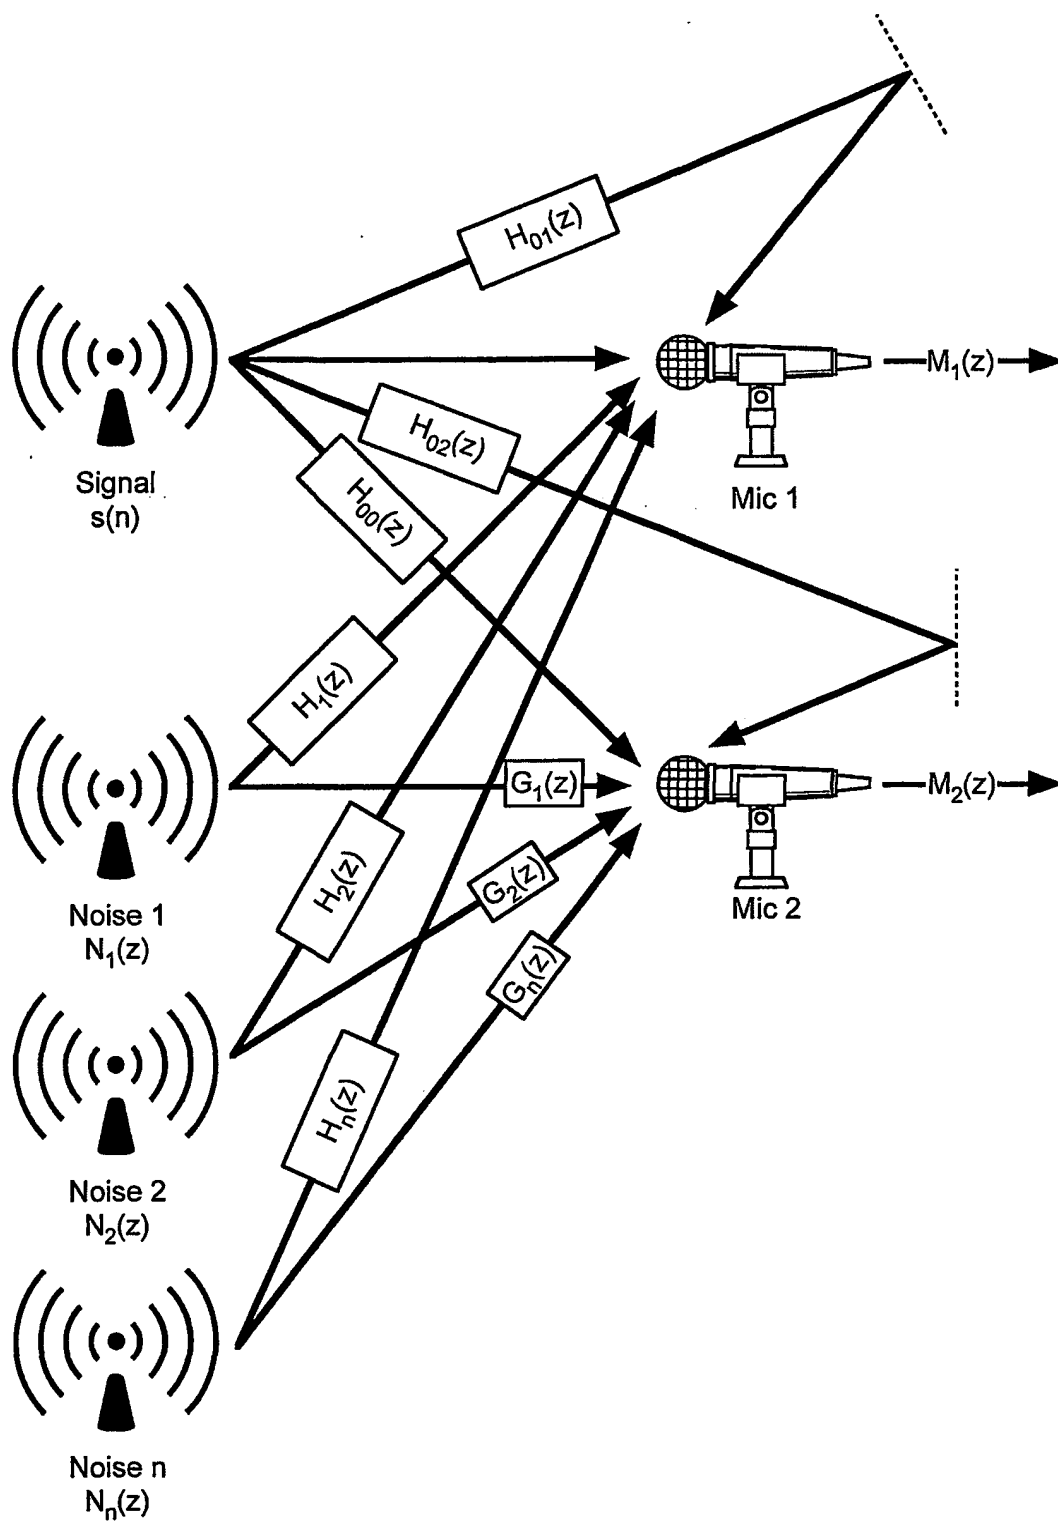 H01(z)
M1(z)
H02(z)
Signal
s(n)
Mic 1
H00(z)
H1(z)
G1(z)
M2(z)
H2(z)
G2(z)
Mic 2
Noise 1
N1(z)
Gn(z)
Hn(z)
Noise 2
N2(z)
Noise n
Nn(z)